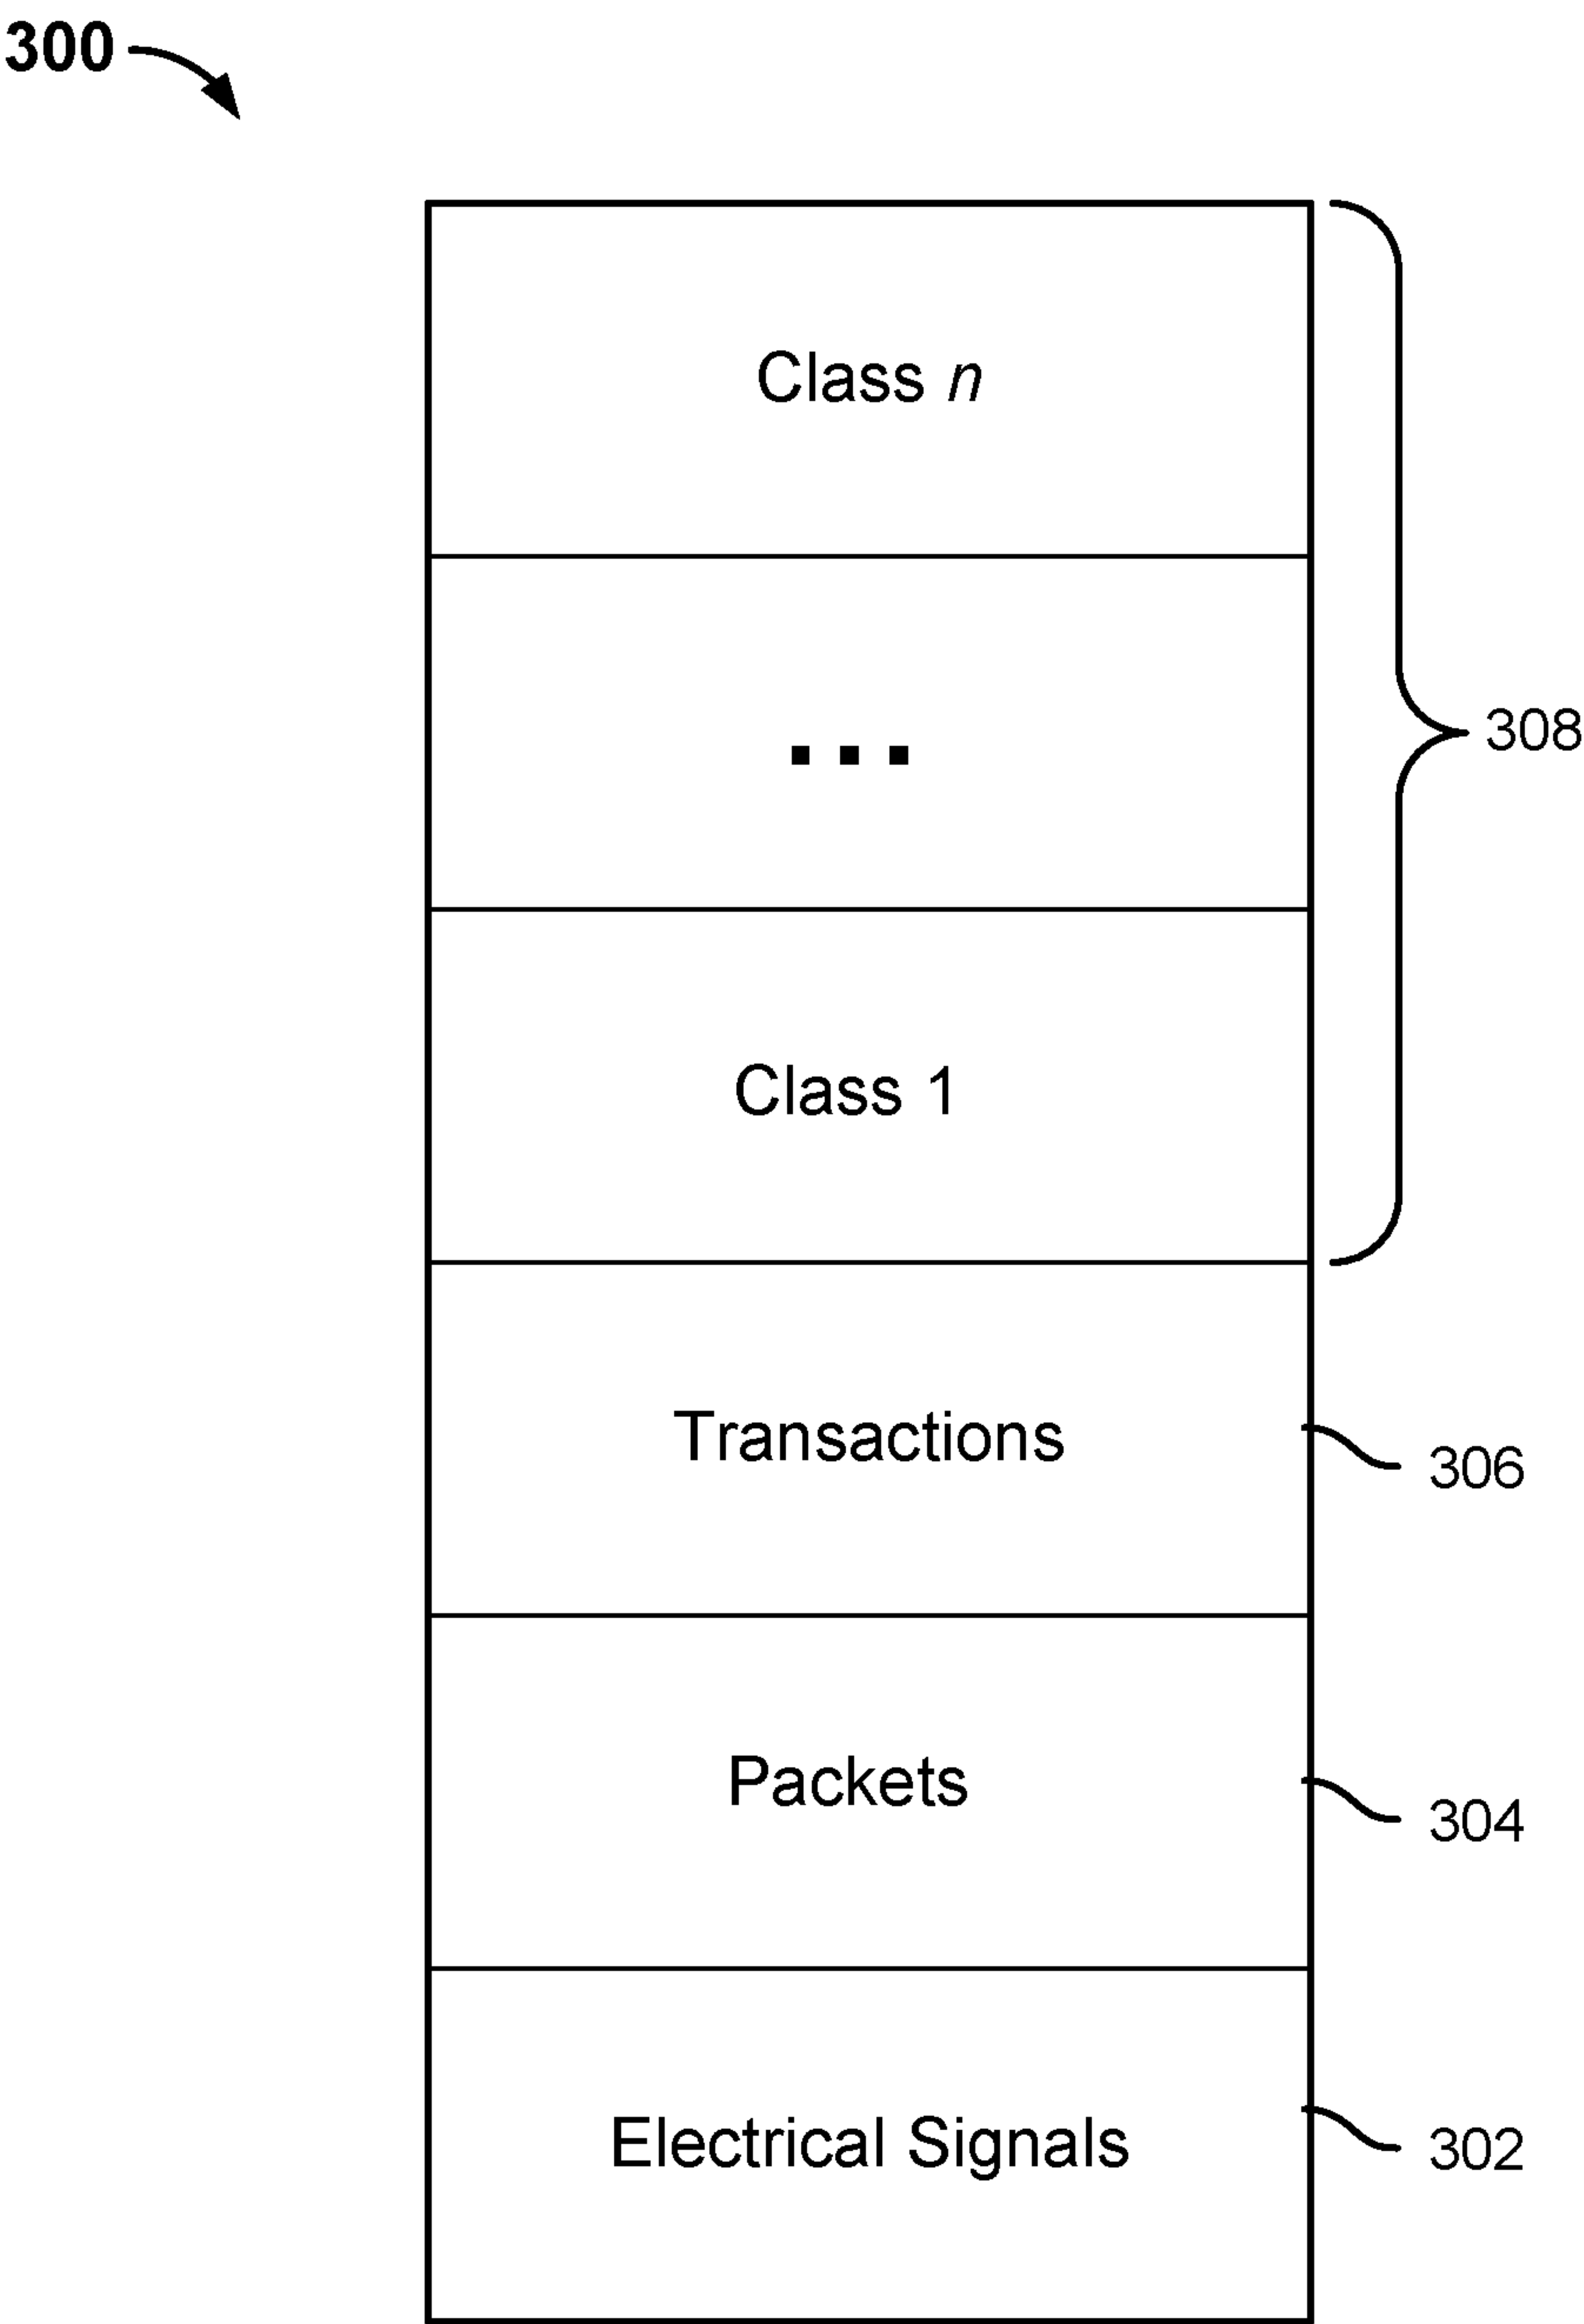 300
Class n
...
308
Class 1
Transactions
306
Packets
304
Electrical Signals
302